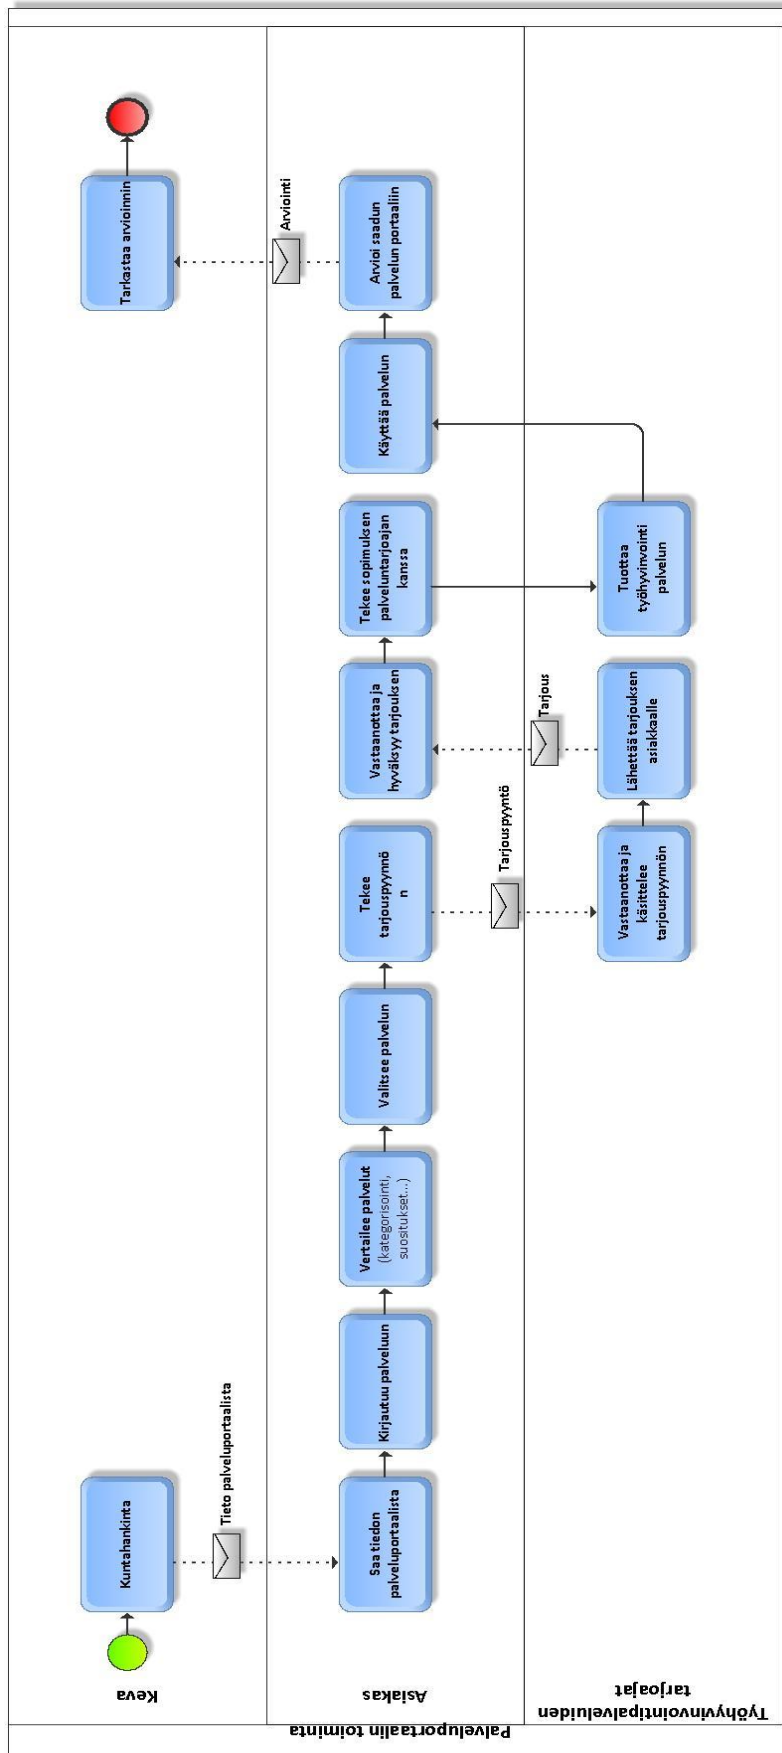 Palveluportaalin toiminta
Keva
Kuntahankinta
Tieto palveluportaalista
Tarkastaa arvioinnin
Arviointi
Asiakas
Saa tiedon
palveluportaalista
Kirjautuu palveluun
Vertailee palvelut
(kategorisointi,
suositukset...)
Valitsee palvelun
Tekee
tarjouspyynnö
n
Vastaanottaa ja
hyväksyy tarjouksen
Tekee sopimuksen
palveluntarjoajan
kanssa
Käyttää palvelun
Arvioi saadun
palvelun portaaliin
Tarjouspyyntö
Tarjous
Työhyvinvointipalveluiden
tarjoajat
Vastaanottaa ja
käsittelee
tarjouspyynnön
Lähettää tarjouksen
asiakkaalle
Tuottaa
työhyvinvointi
palvelun